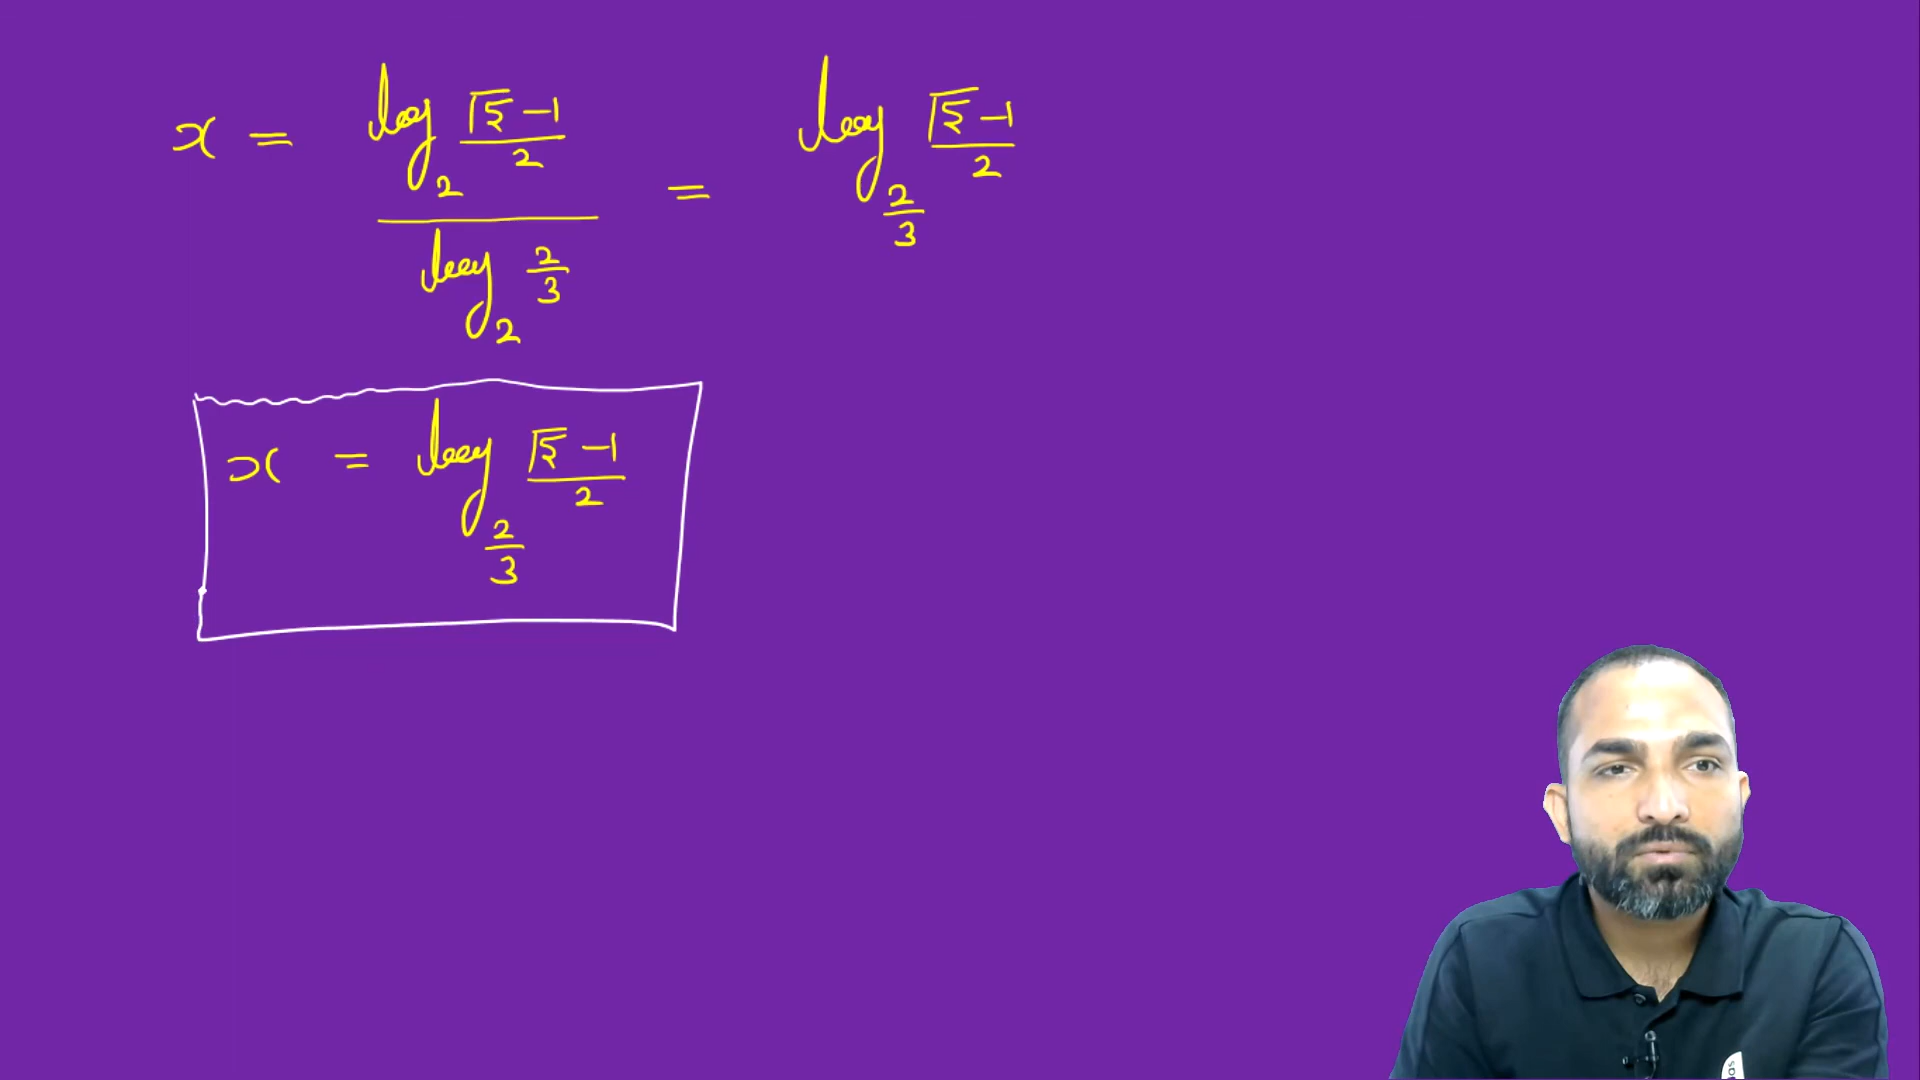 x = log₂ (√5 −1)/2 / log₂ 2/3 = log_{2/3} (√5 −1)/2
x = log_{2/3} (√5 −1)/2